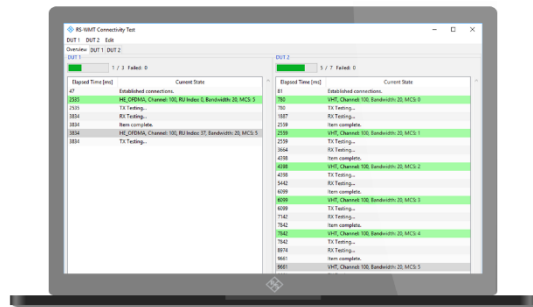 RS-WMT Connectivity Test
DUT 1 DUT 2 Edit
Overview DUT 1 DUT 2
DUT 1
1 / 3 Failed: 0
Elapsed Time [ms] Current State
47 Established connections.
2535 HE_OFDMA, Channel: 100, RU Index: 0, Bandwidth: 20, MCS: 5
2535 TX Testing...
3834 RX Testing...
3834 Item complete.
3834 HE_OFDMA, Channel: 100, RU Index: 37, Bandwidth: 20, MCS: 5
3834 TX Testing...
DUT 2
5 / 7 Failed: 0
Elapsed Time [ms] Current State
81 Established connections.
780 VHT, Channel: 100, Bandwidth: 20, MCS: 0
780 TX Testing...
1687 RX Testing...
2559 Item complete.
2559 VHT, Channel: 100, Bandwidth: 20, MCS: 1
2559 TX Testing...
3664 RX Testing...
4398 Item complete.
4398 VHT, Channel: 100, Bandwidth: 20, MCS: 2
4398 TX Testing...
5442 RX Testing...
6099 Item complete.
6099 VHT, Channel: 100, Bandwidth: 20, MCS: 3
6099 TX Testing...
7142 RX Testing...
7842 Item complete.
7842 VHT, Channel: 100, Bandwidth: 20, MCS: 4
7842 TX Testing...
8974 RX Testing...
9661 Item complete.
9661 VHT, Channel: 100, Bandwidth: 20, MCS: 5